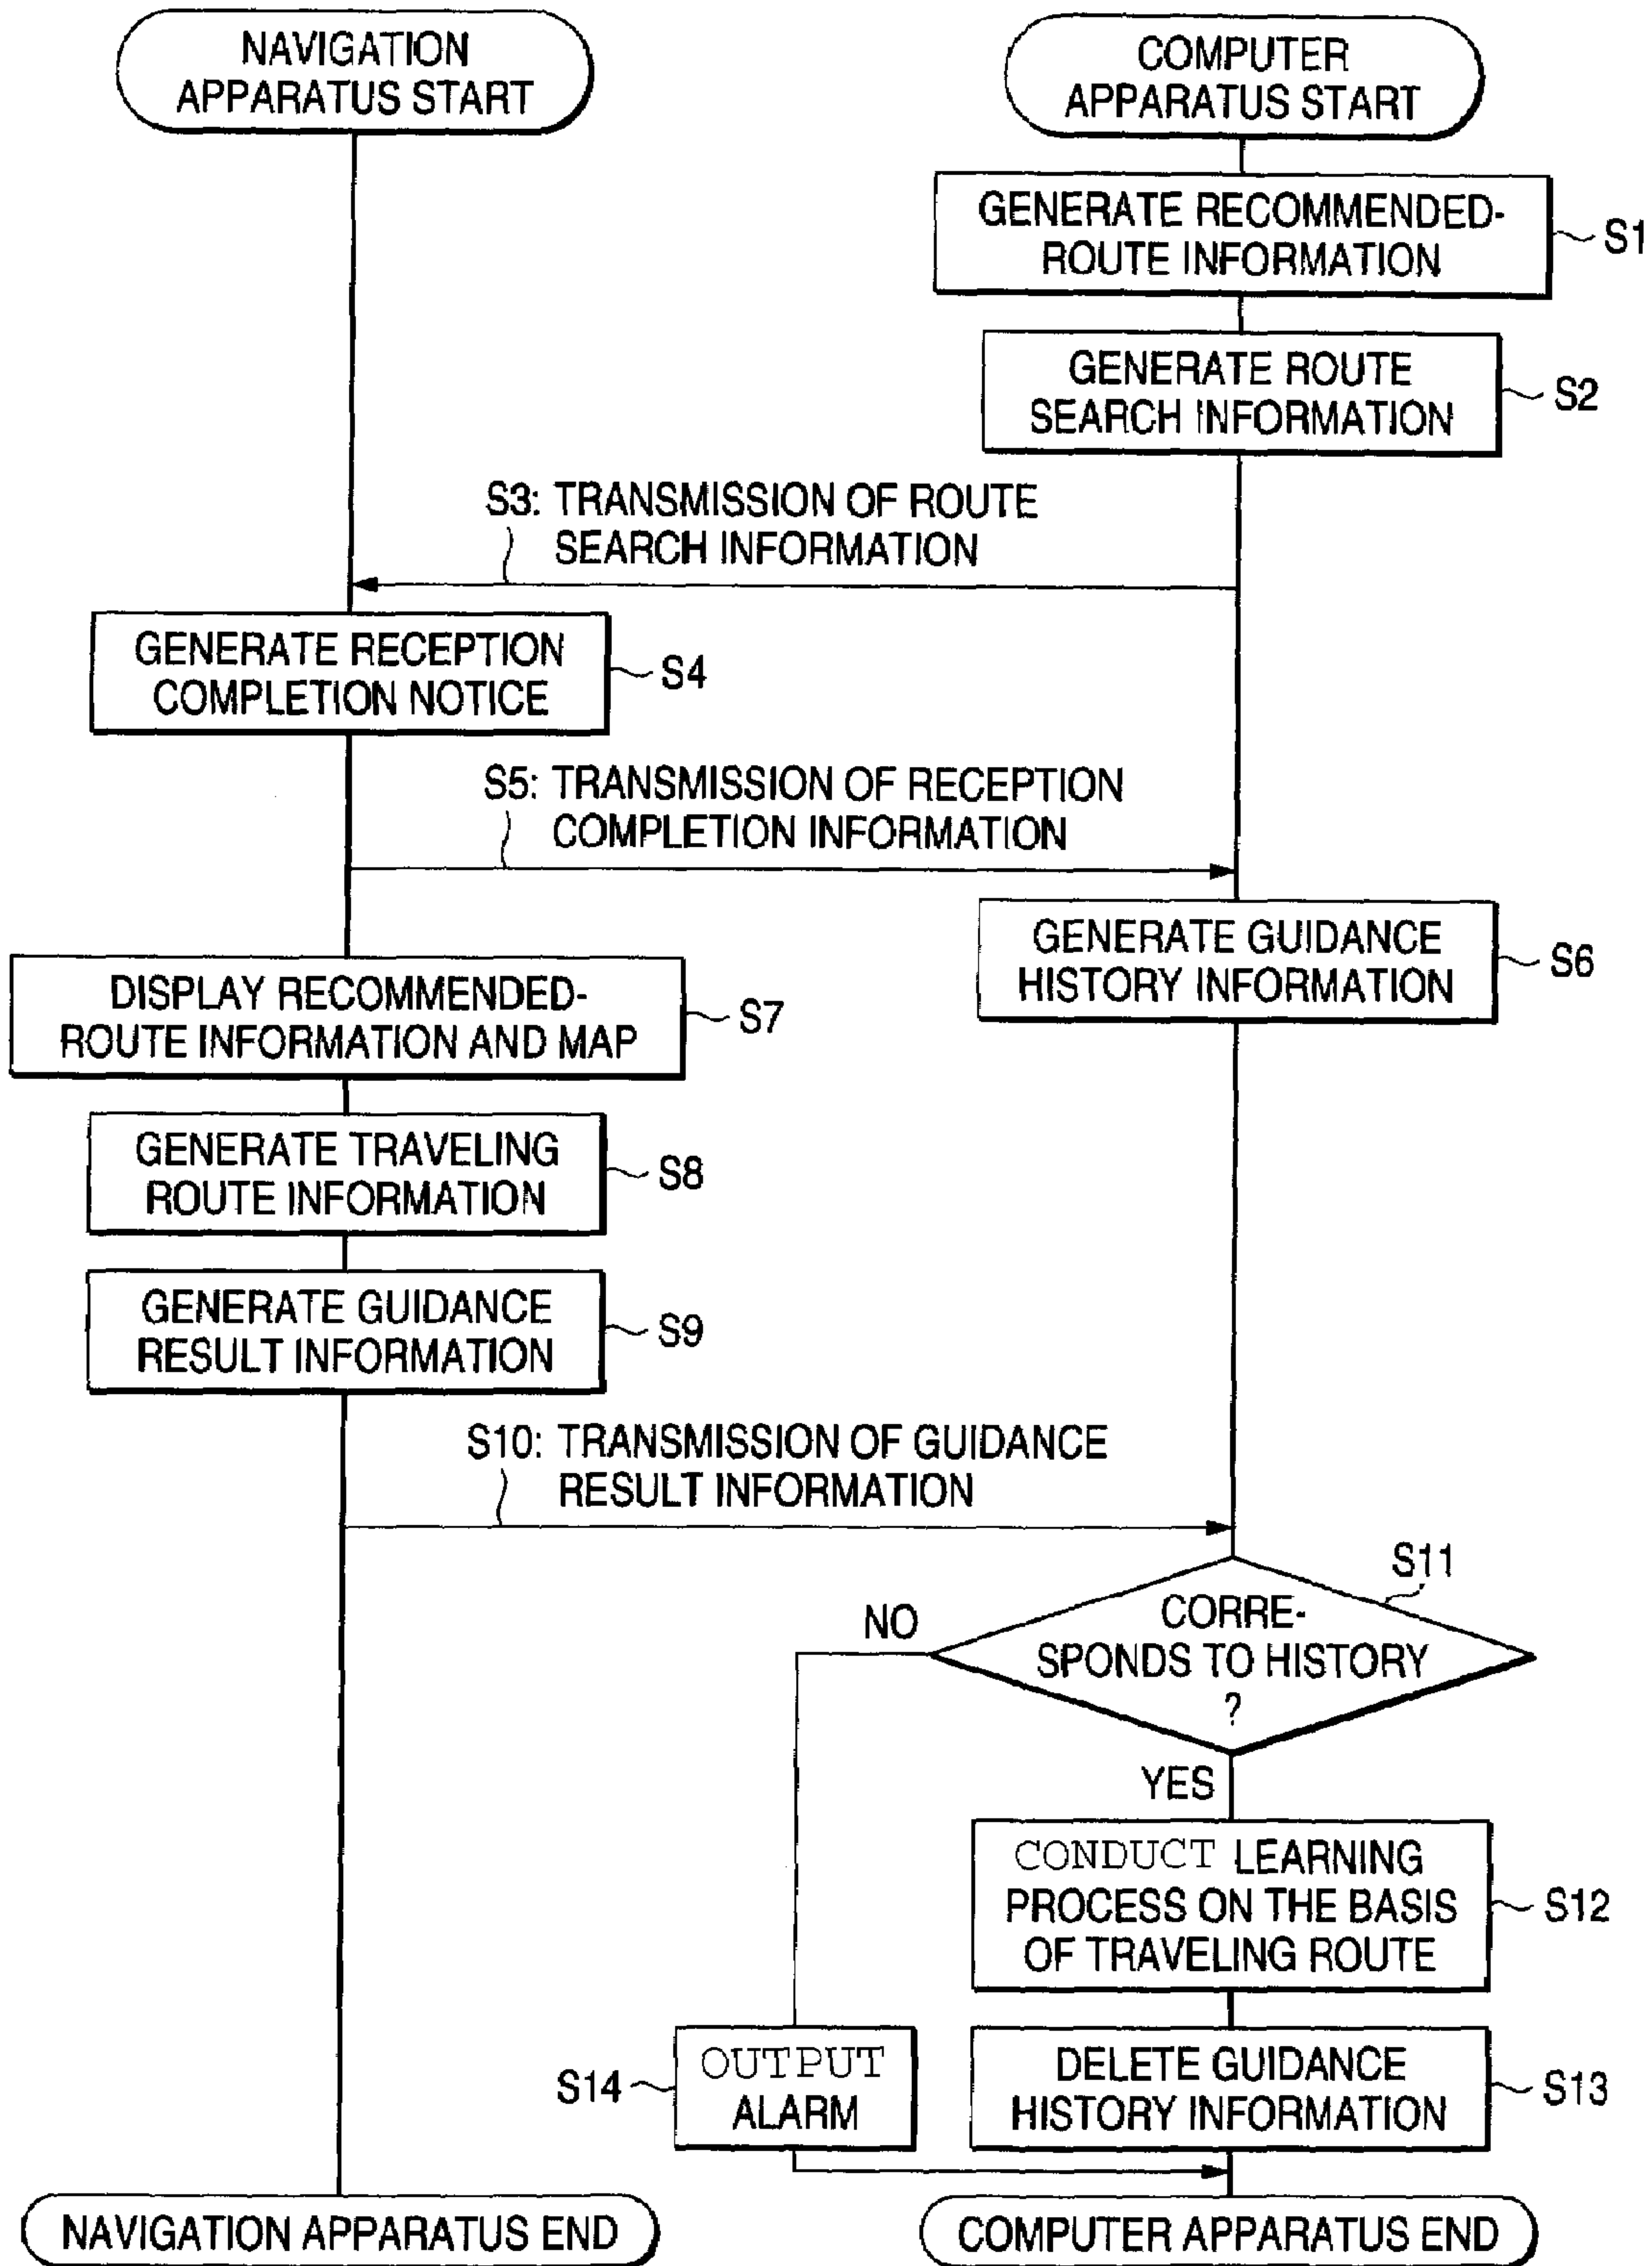 NAVIGATION
APPARATUS START
COMPUTER
APPARATUS START
GENERATE RECOMMENDED-
ROUTE INFORMATION
S1
GENERATE ROUTE
SEARCH INFORMATION
S2
S3: TRANSMISSION OF ROUTE
SEARCH INFORMATION
GENERATE RECEPTION
COMPLETION NOTICE
S4
S5: TRANSMISSION OF RECEPTION
COMPLETION INFORMATION
GENERATE GUIDANCE
HISTORY INFORMATION
S6
DISPLAY RECOMMENDED-
ROUTE INFORMATION AND MAP
S7
GENERATE TRAVELING
ROUTE INFORMATION
S8
GENERATE GUIDANCE
RESULT INFORMATION
S9
S10: TRANSMISSION OF GUIDANCE
RESULT INFORMATION
S11
CORRE-
SPONDS TO HISTORY
?
NO
YES
CONDUCT LEARNING
PROCESS ON THE BASIS
OF TRAVELING ROUTE
S12
S14
OUTPUT
ALARM
DELETE GUIDANCE
HISTORY INFORMATION
S13
NAVIGATION APPARATUS END
COMPUTER APPARATUS END